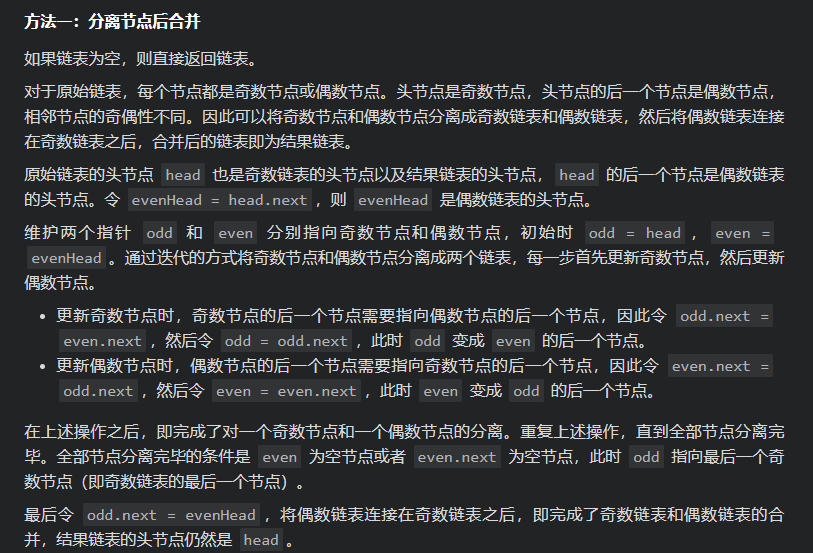 方法一：分离节点后合并
如果链表为空，则直接返回链表。
对于原始链表，每个节点都是奇数节点或偶数节点。头节点是奇数节点，头节点的后一个节点是偶数节点，
相邻节点的奇偶性不同。因此可以将奇数节点和偶数节点分离成奇数链表和偶数链表，然后将偶数链表连接
在奇数链表之后，合并后的链表即为结果链表。
原始链表的头节点 head 也是奇数链表的头节点以及结果链表的头节点， head 的后一个节点是偶数链表
的头节点。令 evenHead = head.next ，则 evenHead 是偶数链表的头节点。
维护两个指针 odd 和 even 分别指向奇数节点和偶数节点，初始时 odd = head ， even =
evenHead 。通过迭代的方式将奇数节点和偶数节点分离成两个链表，每一步首先更新奇数节点，然后更新
偶数节点。
• 更新奇数节点时，奇数节点的后一个节点需要指向偶数节点的后一个节点，因此令 odd.next =
even.next ，然后令 odd = odd.next ，此时 odd 变成 even 的后一个节点。
• 更新偶数节点时，偶数节点的后一个节点需要指向奇数节点的后一个节点，因此令 even.next =
odd.next ，然后令 even = even.next ，此时 even 变成 odd 的后一个节点。
在上述操作之后，即完成了对一个奇数节点和一个偶数节点的分离。重复上述操作，直到全部节点分离完
毕。全部节点分离完毕的条件是 even 为空节点或者 even.next 为空节点，此时 odd 指向最后一个奇
数节点（即奇数链表的最后一个节点）。
最后令 odd.next = evenHead ，将偶数链表连接在奇数链表之后，即完成了奇数链表和偶数链表的合
并，结果链表的头节点仍然是 head 。